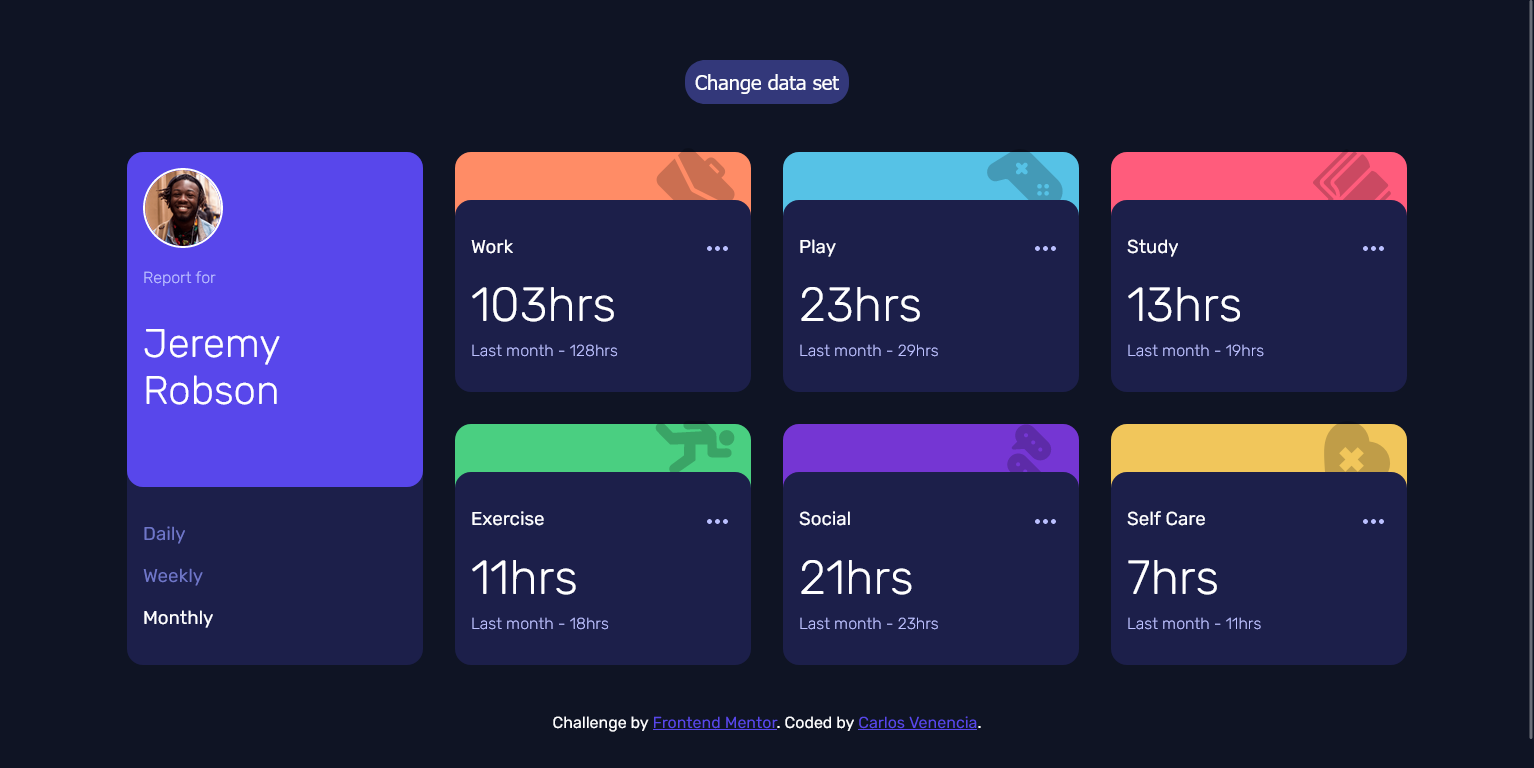 Change data set
Report for
Jeremy
Robson
Daily
Weekly
Monthly
Work
103hrs
Last month - 128hrs
Play
23hrs
Last month - 29hrs
Study
13hrs
Last month - 19hrs
Exercise
11hrs
Last month - 18hrs
Social
21hrs
Last month - 23hrs
Self Care
7hrs
Last month - 11hrs
Challenge by Frontend Mentor. Coded by Carlos Venencia.